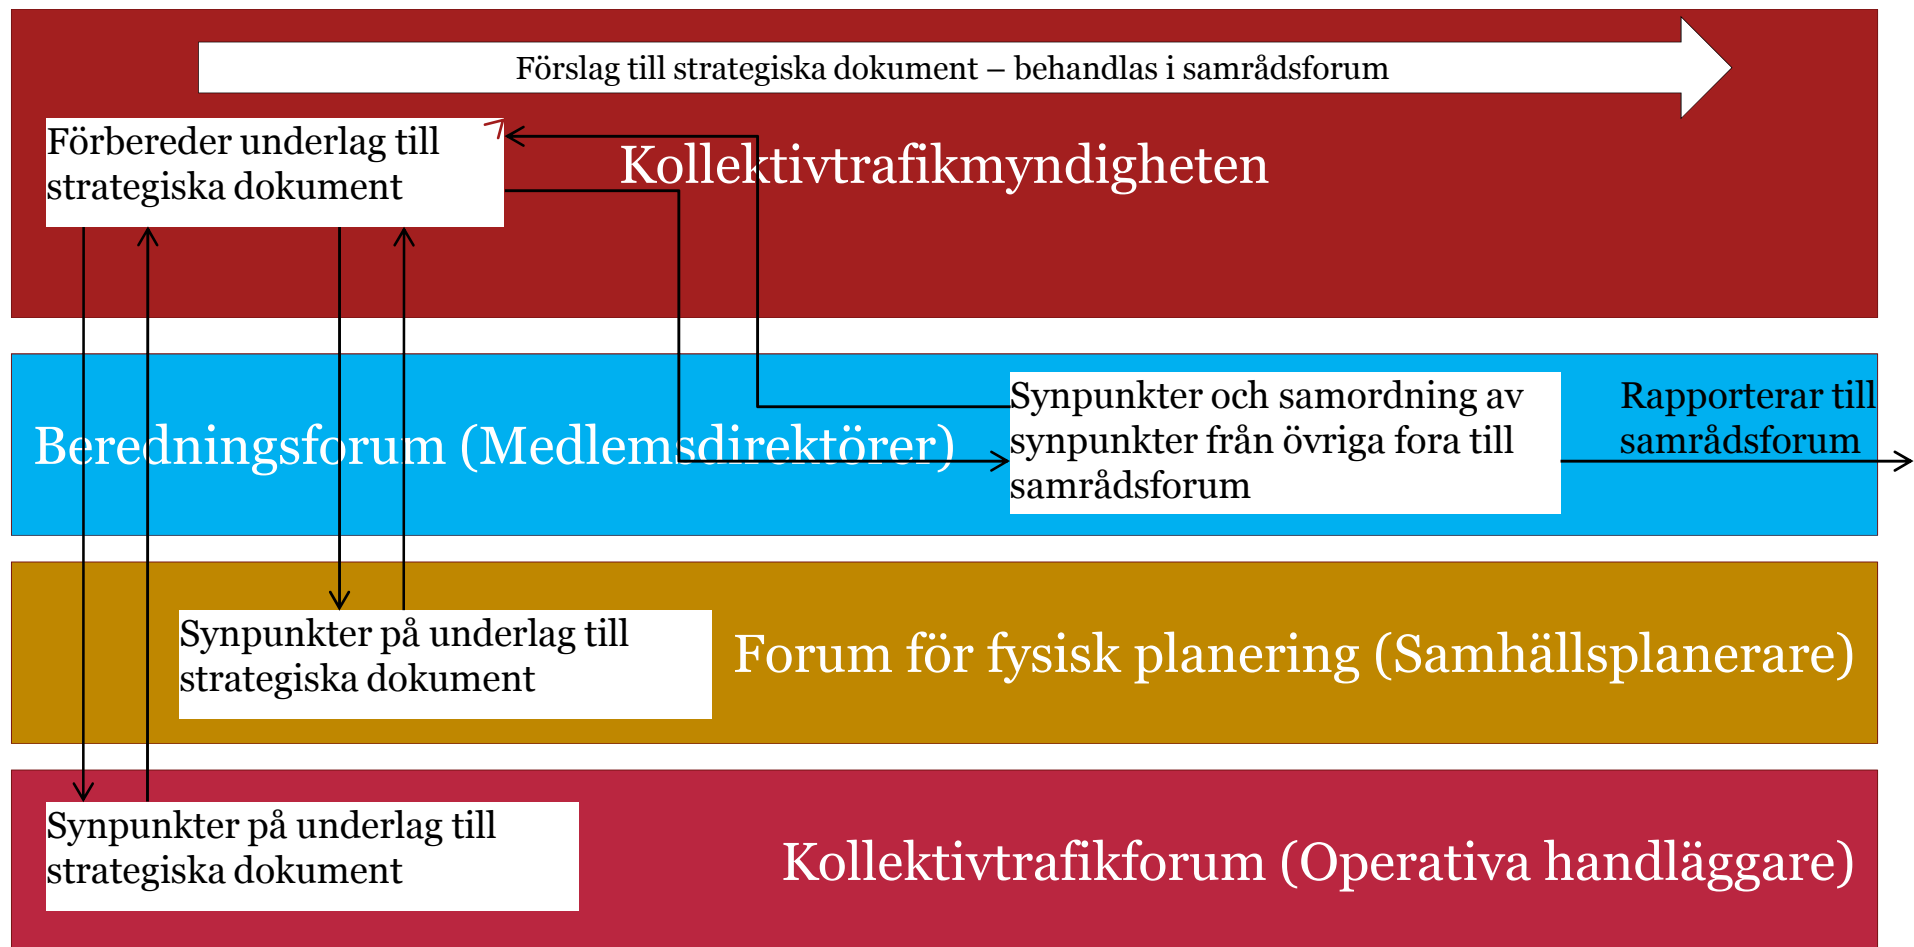 Förslag till strategiska dokument – behandlas i samrådsforum
Förbereder underlag till
strategiska dokument
Kollektivtrafikmyndigheten
Beredningsforum (Medlemsdirektörer)
Synpunkter och samordning av
synpunkter från övriga fora till
samrådsforum
Rapporterar till
samrådsforum
Synpunkter på underlag till
strategiska dokument
Forum för fysisk planering (Samhällsplanerare)
Synpunkter på underlag till
strategiska dokument
Kollektivtrafikforum (Operativa handläggare)